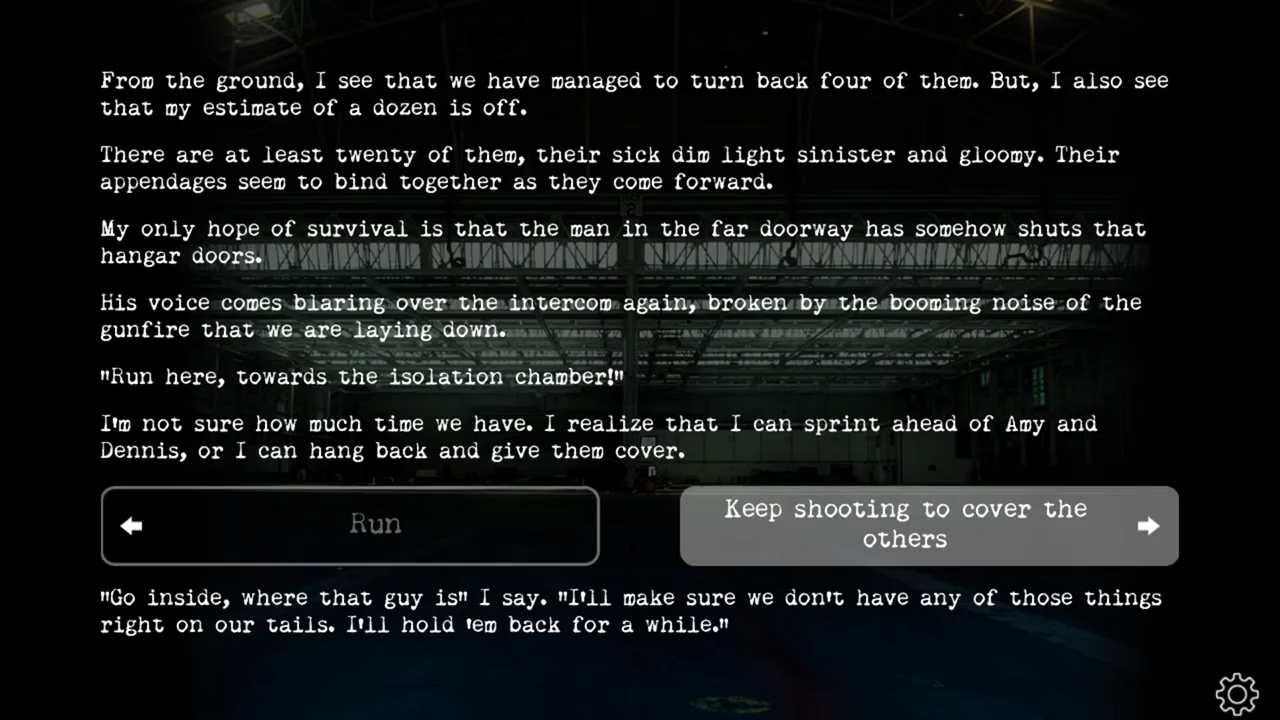 From the ground, I see that we have managed to turn back four of them. But, I also see
that my estimate of a dozen is off.
There are at least twenty of them, their sick dim light sinister and gloomy. Their
appendages seem to bind together as they come forward.
My only hope of survival is that the man in the far doorway has somehow shuts that
hangar doors.
His voice comes blaring over the intercom again, broken by the booming noise of the
gunfire that we are laying down.
"Run here, towards the isolation chamber!"
I'm not sure how much time we have. I realize that I can sprint ahead of Amy and
Dennis, or I can hang back and give them cover.
Run
Keep shooting to cover the
others
"Go inside, where that guy is" I say. "I'll make sure we don't have any of those things
right on our tails. I'll hold 'em back for a while."